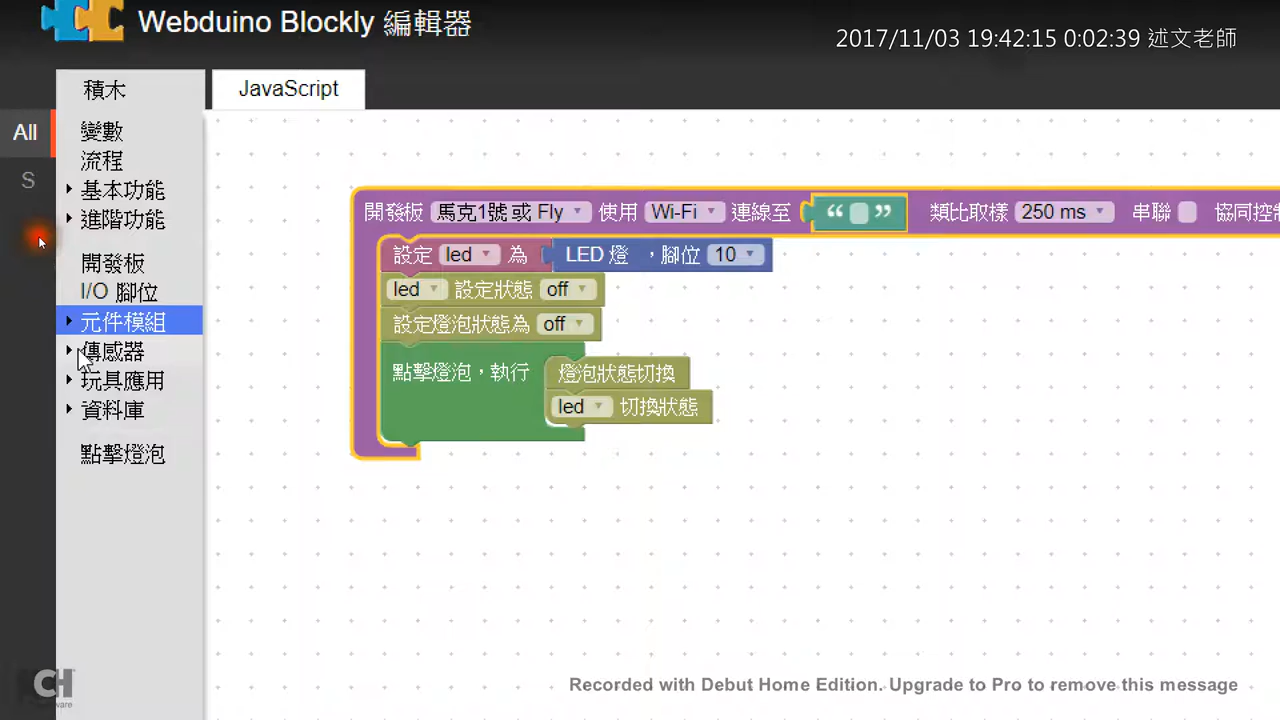 Webduino Blockly 編輯器
2017/11/03 19:42:15 0:02:39 述文老師
積木
JavaScript
All
S
變數
流程
基本功能
進階功能
開發板
I/O 腳位
元件模組
傳感器
玩具應用
資料庫
點擊燈泡
開發板 馬克1號 或 Fly 使用 Wi-Fi 連線至 “ ” 類比取樣 250 ms 串聯 協同控制
設定 led 為 LED 燈 ，腳位 10
led 設定狀態 off
設定燈泡狀態為 off
點擊燈泡，執行 燈泡狀態切換
led 切換狀態
Recorded with Debut Home Edition. Upgrade to Pro to remove this message